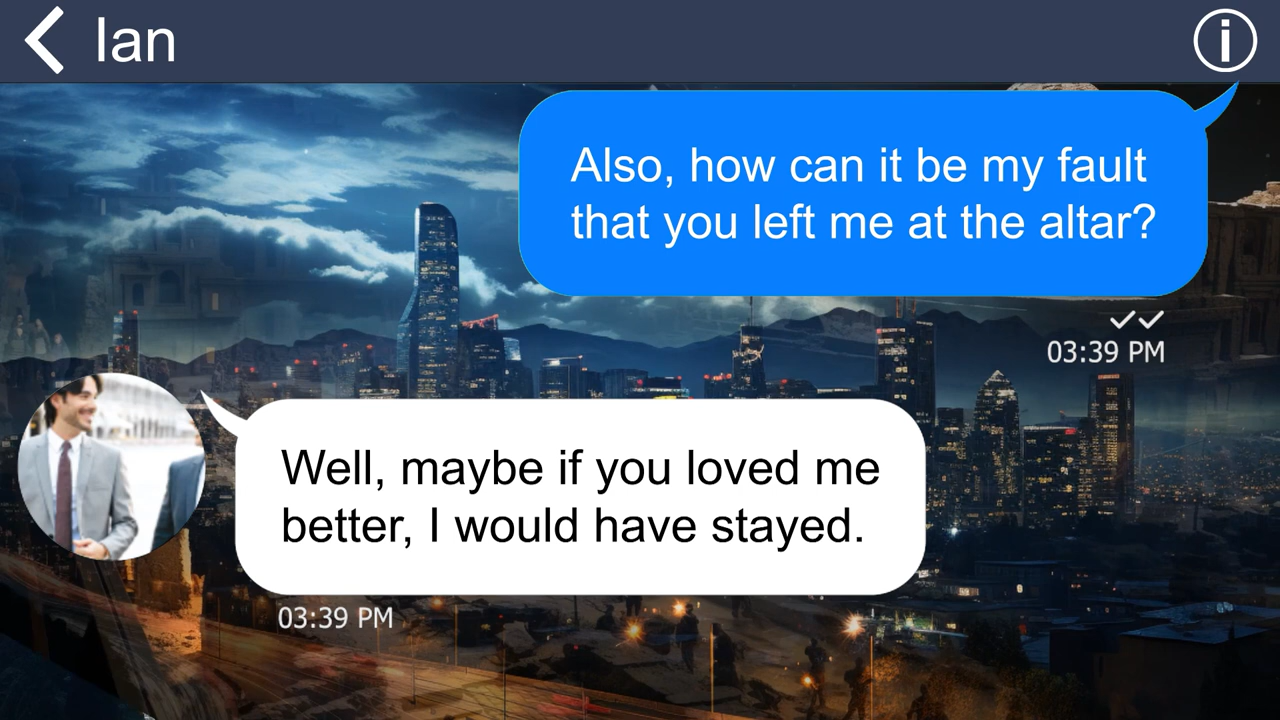 Ian
Also, how can it be my fault
that you left me at the altar?
03:39 PM
Well, maybe if you loved me
better, I would have stayed.
03:39 PM